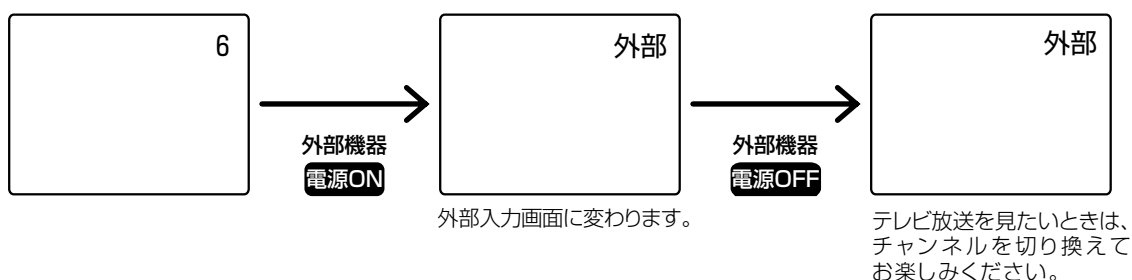 6
外部機器
電源ON
外部
外部入力画面に変わります。
外部機器
電源OFF
外部
テレビ放送を見たいときは、
チャンネルを切り換えて
お楽しみください。